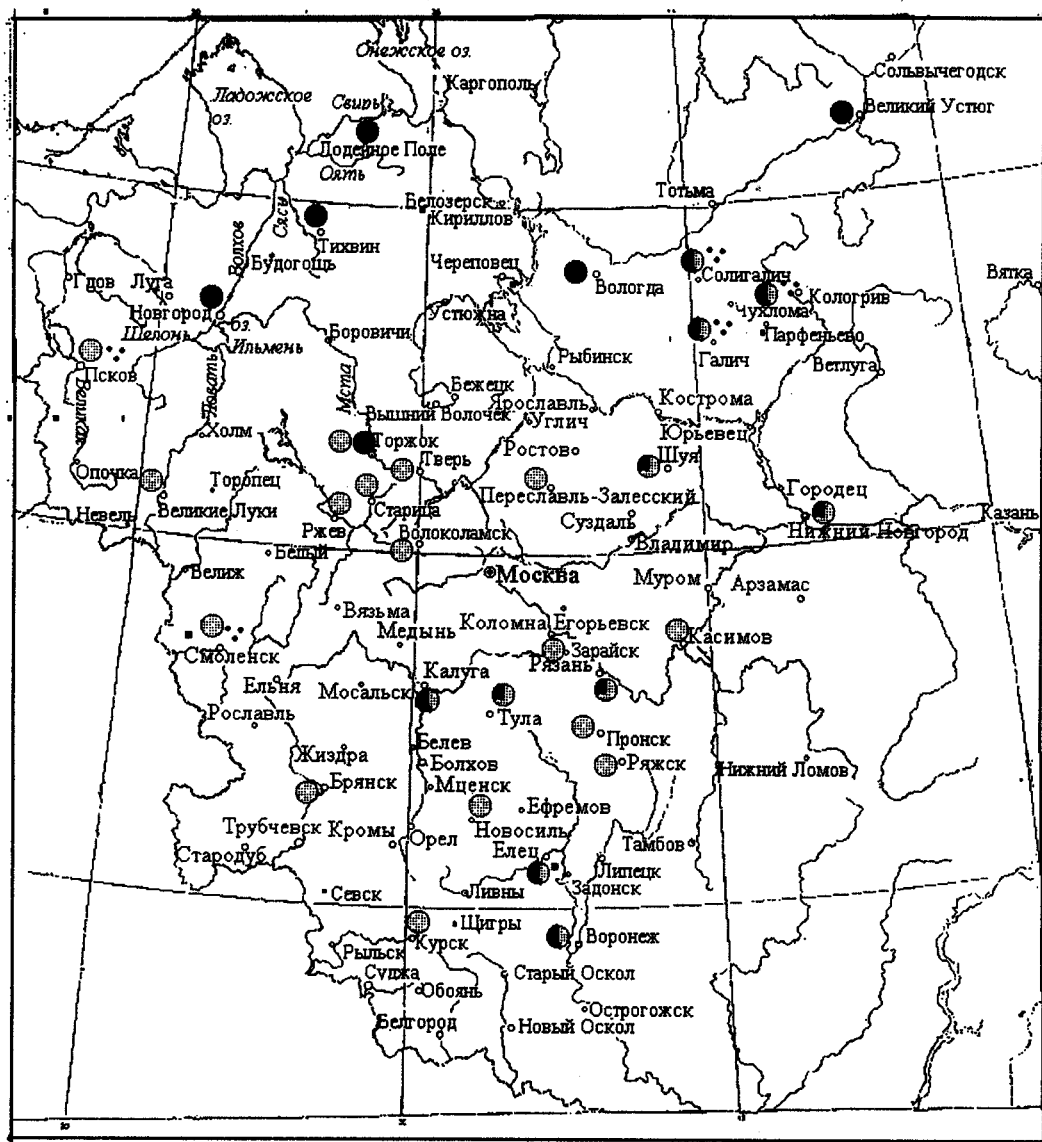 Онежское оз.
Сольвычегодск
Каргополь
Ладожское
оз.
Свирь
Великий Устюг
Лодейное Поле
Оять
Тотьма
Белозерск
Кириллов
Сясь
Волхов
Тихвин
Будогощь
Солигалич
Вятка
Гдов
Луга
Череповец
Вологда
Кологрив
Новгород
Чухлома
Устюжна
оз.
Ильмень
Шелонь
Боровичи
Парфеньево
Галич
Рыбинск
Псков
Ветлуга
Великая
Ловать
Мста
Бежецк
Ярославль
Кострома
Вышний Волочек
Углич
Юрьевец
Холм
Торжок
Ростов
Шуя
Тверь
Опочка
Торопец
Городец
Переславль-Залесский
Старица
Невель
Великие Луки
Суздаль
Казань
Ржев
Волоколамск
Нижний Новгород
Владимир
Белый
Велиж
Москва
Муром
Арзамас
Вязьма
Коломна
Егорьевск
Медынь
Касимов
Смоленск
Зарайск
Рязань
Калуга
Ельня
Мосальск
Рославль
Тула
Пронск
Белев
Жиздра
Болхов
Ряжск
Нижний Ломов
Брянск
Мценск
Ефремов
Новосиль
Трубчевск
Кромы
Орел
Тамбов
Елец
Стародуб
Липецк
Задонск
Севск
Ливны
Щигры
Курск
Воронеж
Рыльск
Суджа
Старый Оскол
Обоянь
Острогожск
Белгород
Новый Оскол